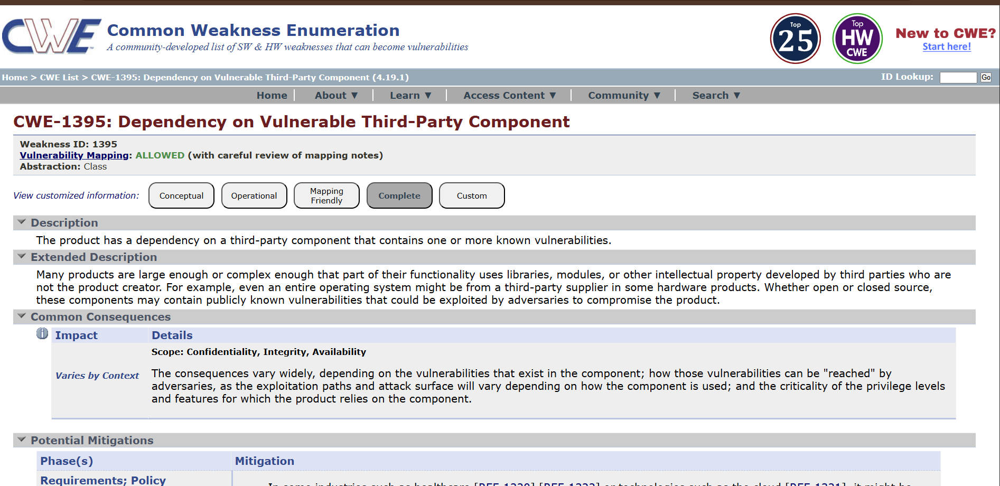 CWE
Common Weakness Enumeration
A community-developed list of SW & HW weaknesses that can become vulnerabilities
Top
25
Top
HW
CWE
New to CWE?
Start here!
Home > CWE List > CWE-1395: Dependency on Vulnerable Third-Party Component (4.19.1)
ID Lookup:
Go
Home
About ▼
Learn ▼
Access Content ▼
Community ▼
Search ▼
CWE-1395: Dependency on Vulnerable Third-Party Component
Weakness ID: 1395
Vulnerability Mapping: ALLOWED (with careful review of mapping notes)
Abstraction: Class
View customized information:
Conceptual
Operational
Mapping
Friendly
Complete
Custom
Description
The product has a dependency on a third-party component that contains one or more known vulnerabilities.
Extended Description
Many products are large enough or complex enough that part of their functionality uses libraries, modules, or other intellectual property developed by third parties who are
not the product creator. For example, even an entire operating system might be from a third-party supplier in some hardware products. Whether open or closed source,
these components may contain publicly known vulnerabilities that could be exploited by adversaries to compromise the product.
Common Consequences
Impact
Details
Scope: Confidentiality, Integrity, Availability
Varies by Context
The consequences vary widely, depending on the vulnerabilities that exist in the component; how those vulnerabilities can be "reached" by
adversaries, as the exploitation paths and attack surface will vary depending on how the component is used; and the criticality of the privilege levels
and features for which the product relies on the component.
Potential Mitigations
Phase(s)
Mitigation
Requirements; Policy
In some industries such as healthcare [REF-1320] [REF-1322] or technologies such as the cloud [REF-1321], it might be